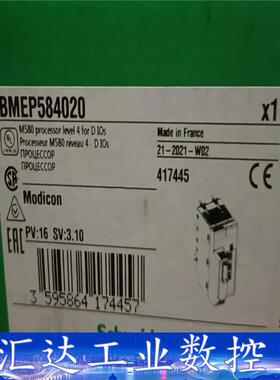 BMEP584020
x1
M580 processor level 4 for D IOs
Processeur M580 niveau 4 - D IOs
ПРОЦЕССОР
ПРОЦЕССОР
Made in France
21-2021-W02
417445
Modicon
PV:16 SV:3.10
3 595864 174457
汇达工业数控